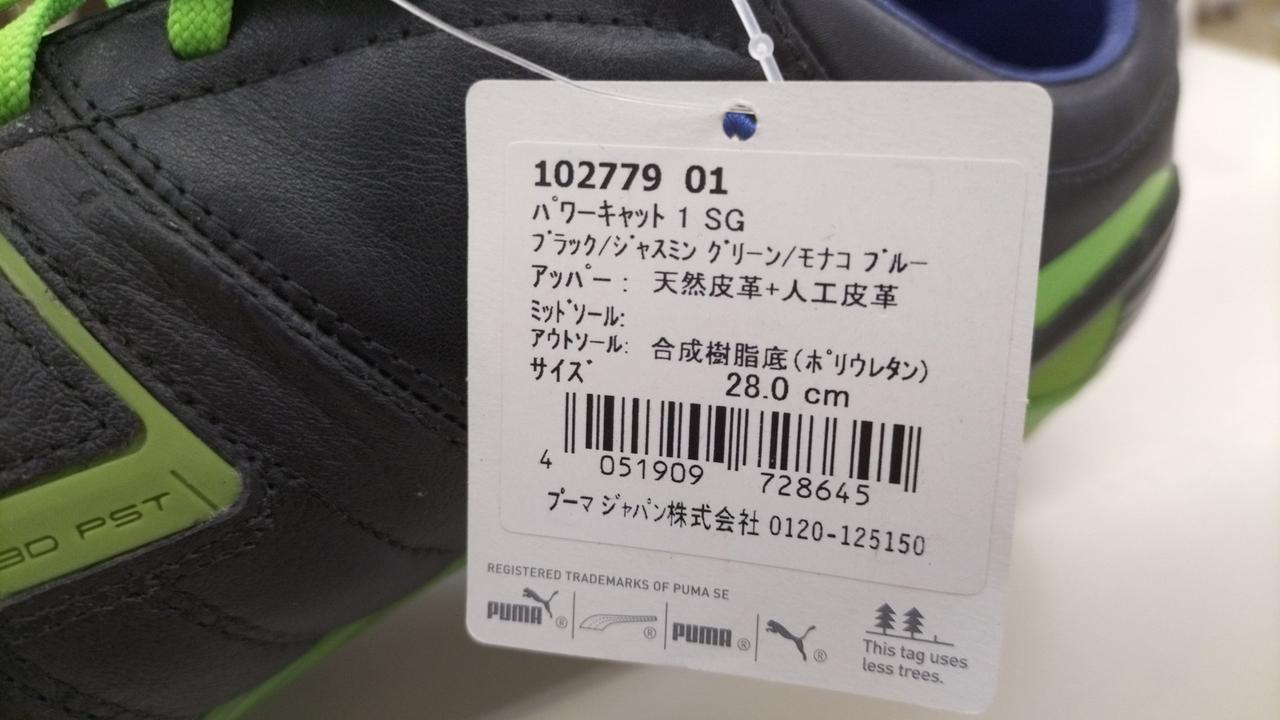 102779 01
パワーキャット 1 SG
ブラック/ジャスミン グリーン/モナコ ブルー
アッパー: 天然皮革+人工皮革
ミッドソール:
アウトソール: 合成樹脂底(ポリウレタン)
サイズ 28.0 cm
4 051909 728645
プーマ ジャパン株式会社 0120-125150
REGISTERED TRADEMARKS OF PUMA SE
PUMA® ® PUMA® ®
This tag uses
less trees.
3D PST